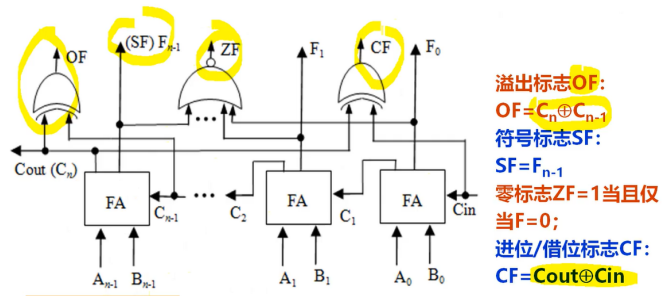 OF
(SF) Fn-1
ZF
F1
CF
F0
Cout (Cn)
FA
Cn-1
C2
FA
C1
FA
Cin
An-1
Bn-1
A1
B1
A0
B0
溢出标志OF:
OF=Cn⊕Cn-1
符号标志SF:
SF=Fn-1
零标志ZF=1当且仅
当F=0;
进位/借位标志CF:
CF=Cout⊕Cin